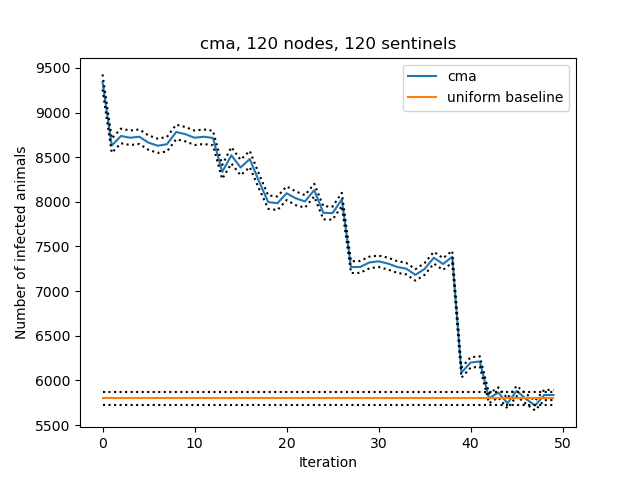 cma, 120 nodes, 120 sentinels
cma
uniform baseline
Number of infected animals
9500
9000
8500
8000
7500
7000
6500
6000
5500
0 10 20 30 40 50
Iteration